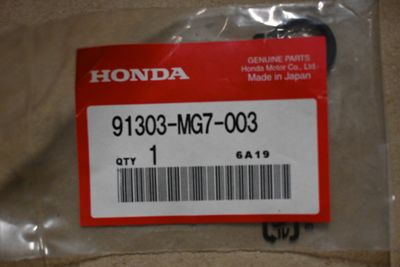 HONDA
GENUINE PARTS
Honda Motor Co., Ltd.
Made in Japan
91303-MG7-003
QTY 1 6A19